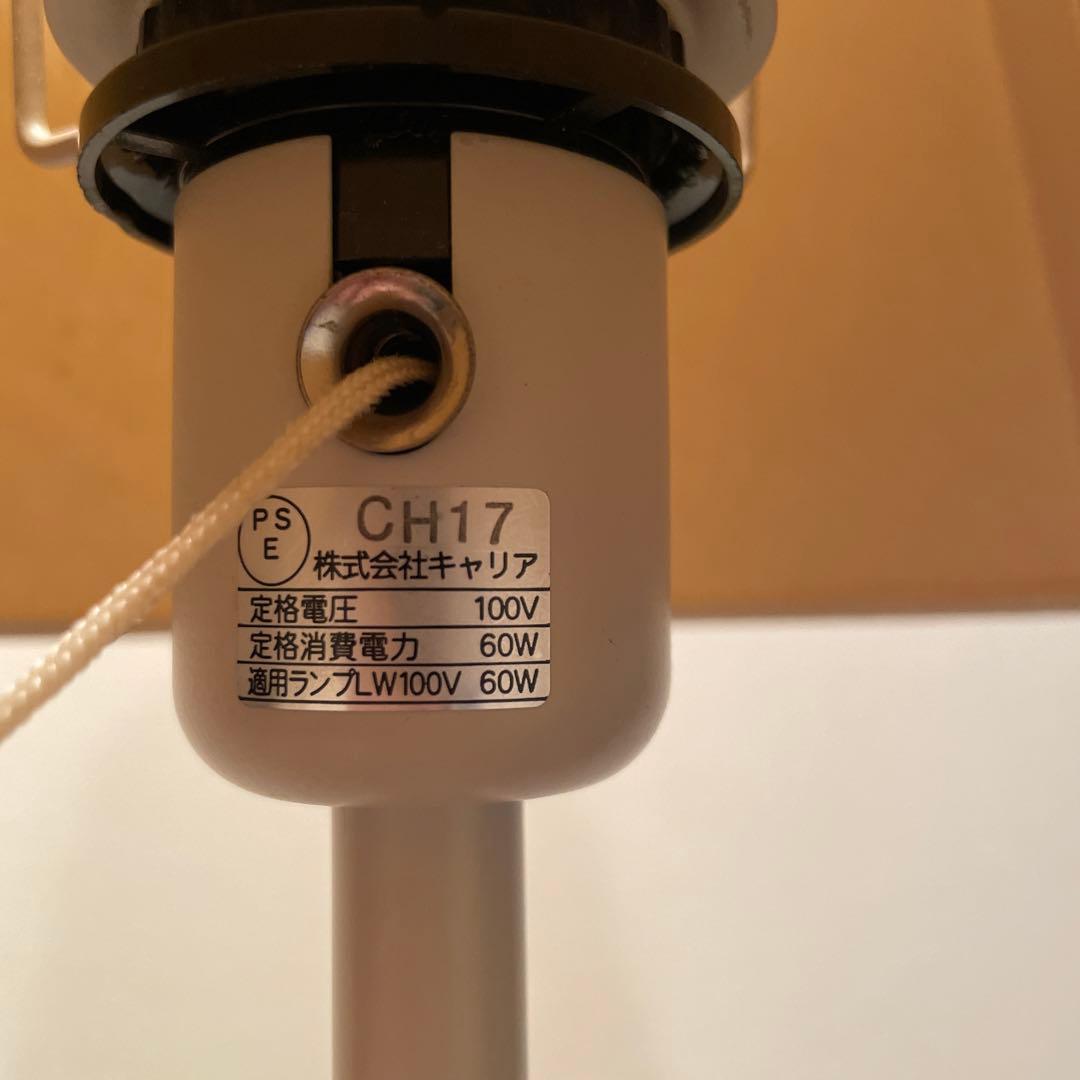 PS
E
CH17
株式会社キャリア
定格電圧 100V
定格消費電力 60W
適用ランプLW100V 60W